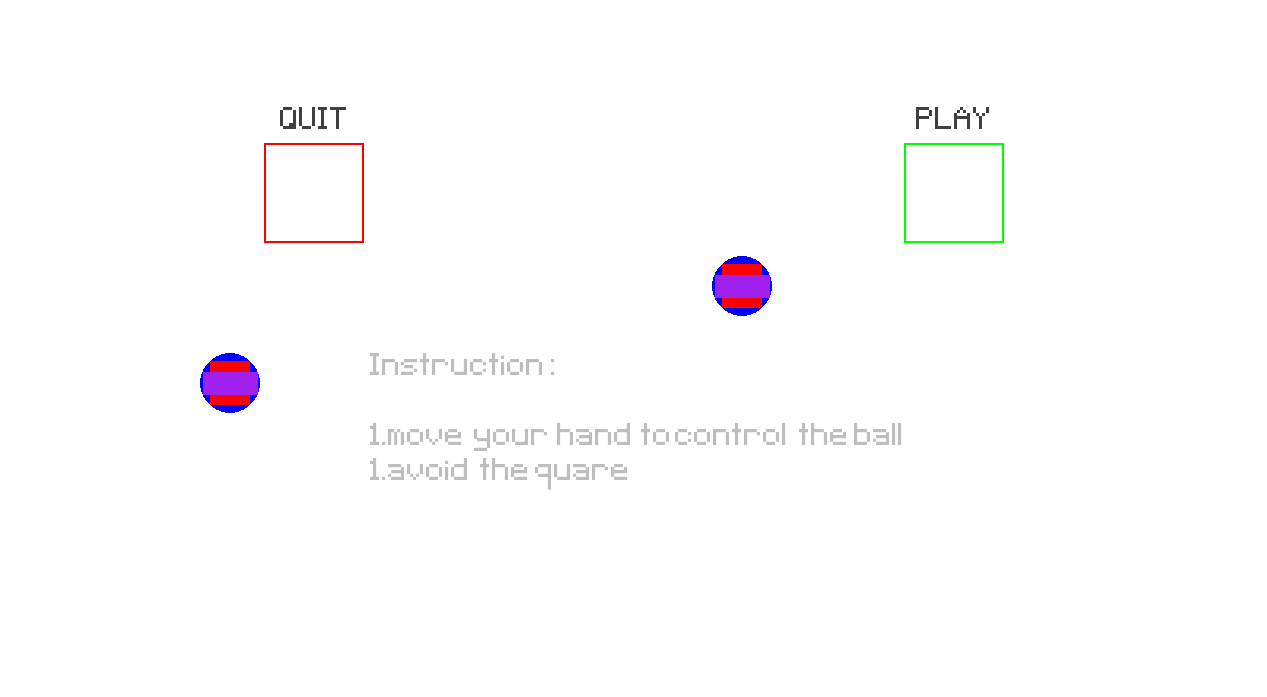 QUIT
PLAY
Instruction :
1.move your hand to control the ball
1.avoid the quare